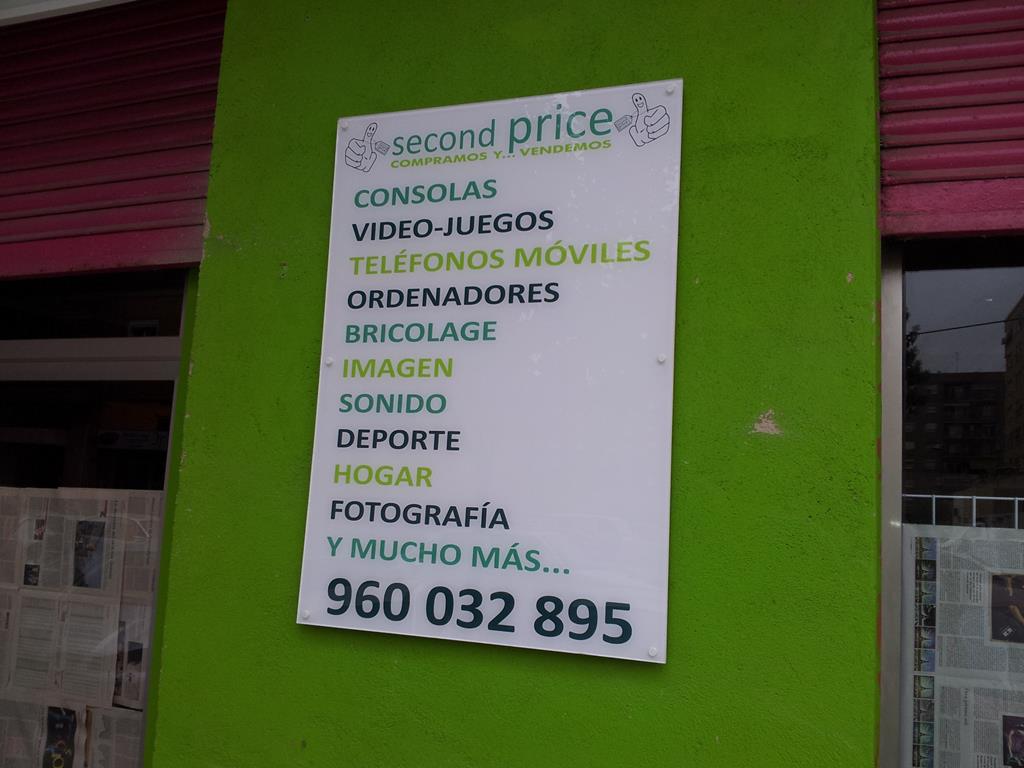 second price
COMPRAMOS Y... VENDEMOS
CONSOLAS
VIDEO-JUEGOS
TELÉFONOS MÓVILES
ORDENADORES
BRICOLAGE
IMAGEN
SONIDO
DEPORTE
HOGAR
FOTOGRAFÍA
Y MUCHO MÁS...
960 032 895